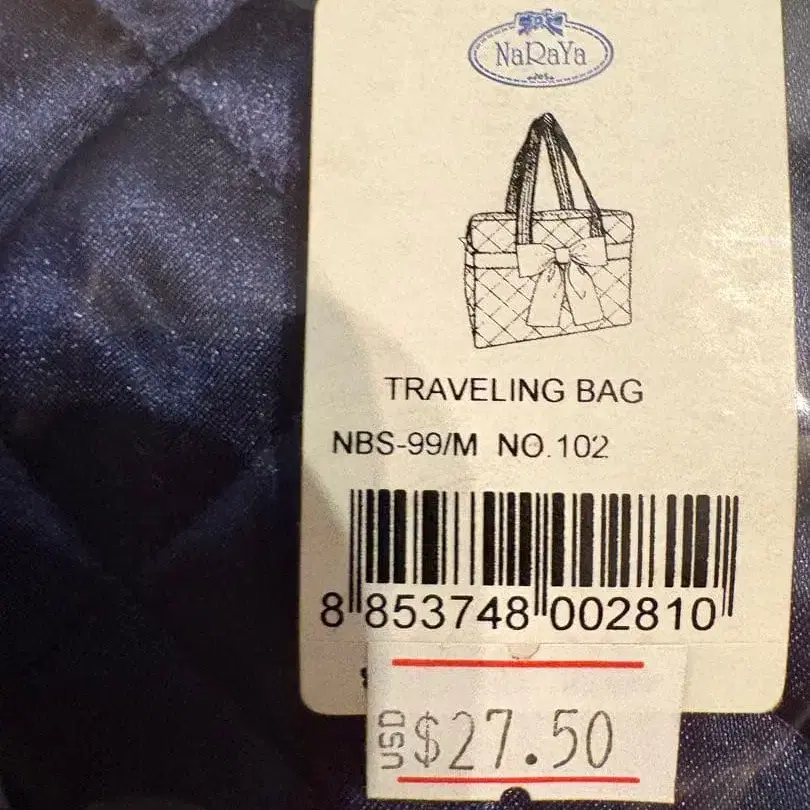 NaRaYa
TRAVELING BAG
NBS-99/M NO.102
8 853748 002810
USD $27.50